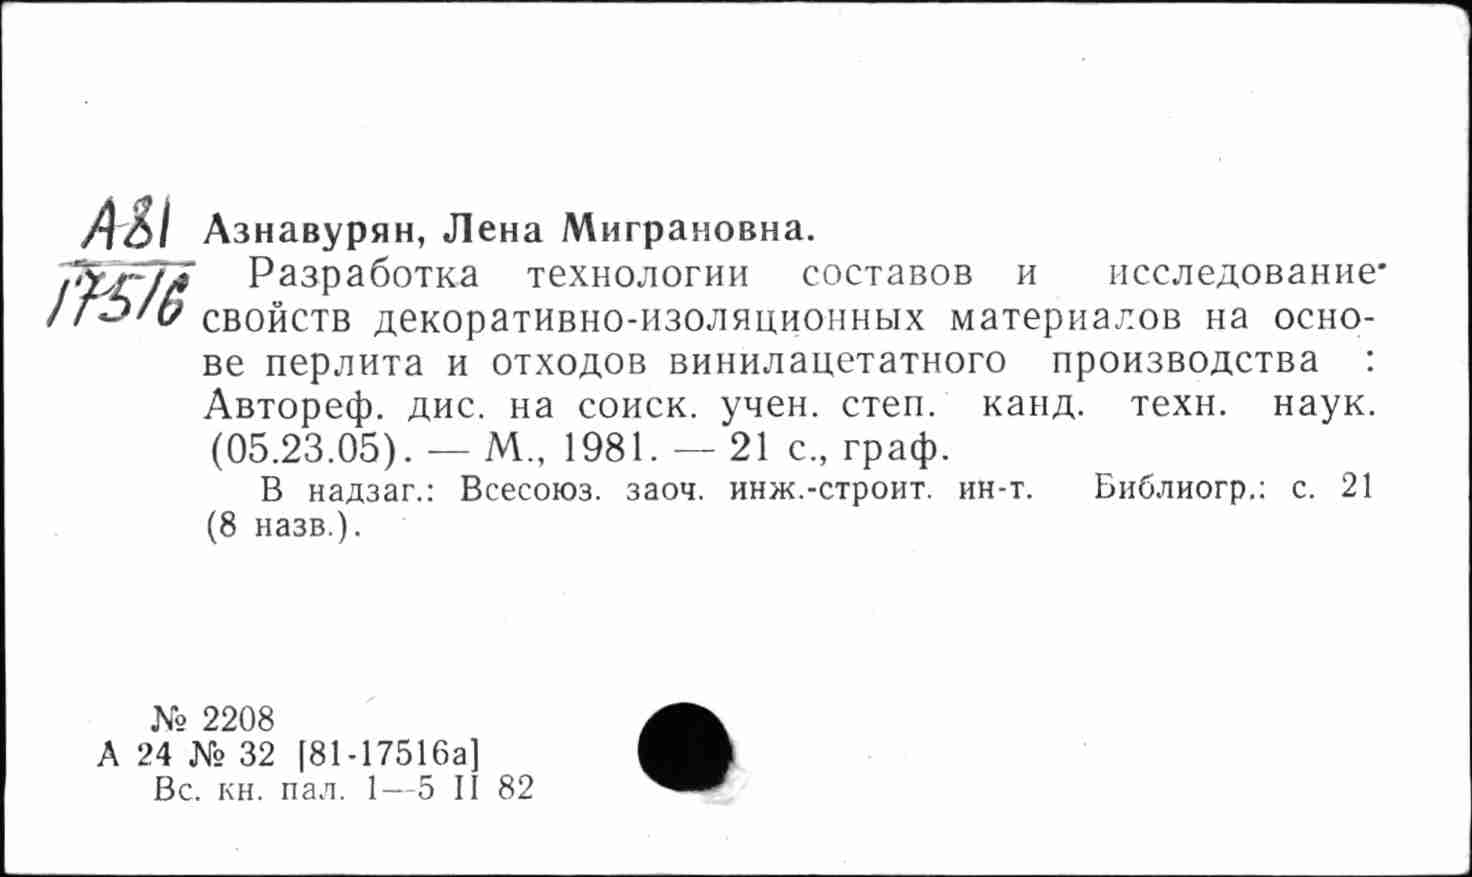 А81
17516
Азнавурян, Лена Миграновна.
Разработка технологии составов и исследование
свойств декоративно-изоляционных материалов на осно-
ве перлита и отходов винилацетатного производства :
Автореф. дис. на соиск. учен. степ. канд. техн. наук.
(05.23.05). — М., 1981. — 21 с., граф.
В надзаг.: Всесоюз. заоч. инж.-строит. ин-т. Библиогр.: с. 21
(8 назв.).
№ 2208
А 24 № 32 [81-17516а]
Вс. кн. пал. 1—5 II 82